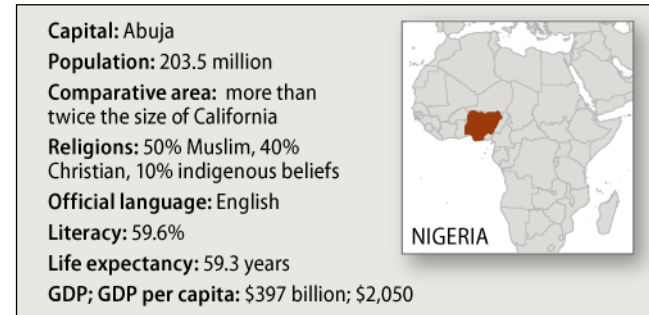 Capital: Abuja
Population: 203.5 million
Comparative area: more than
twice the size of California
Religions: 50% Muslim, 40%
Christian, 10% indigenous beliefs
Official language: English
Literacy: 59.6%
Life expectancy: 59.3 years
GDP; GDP per capita: $397 billion; $2,050
NIGERIA